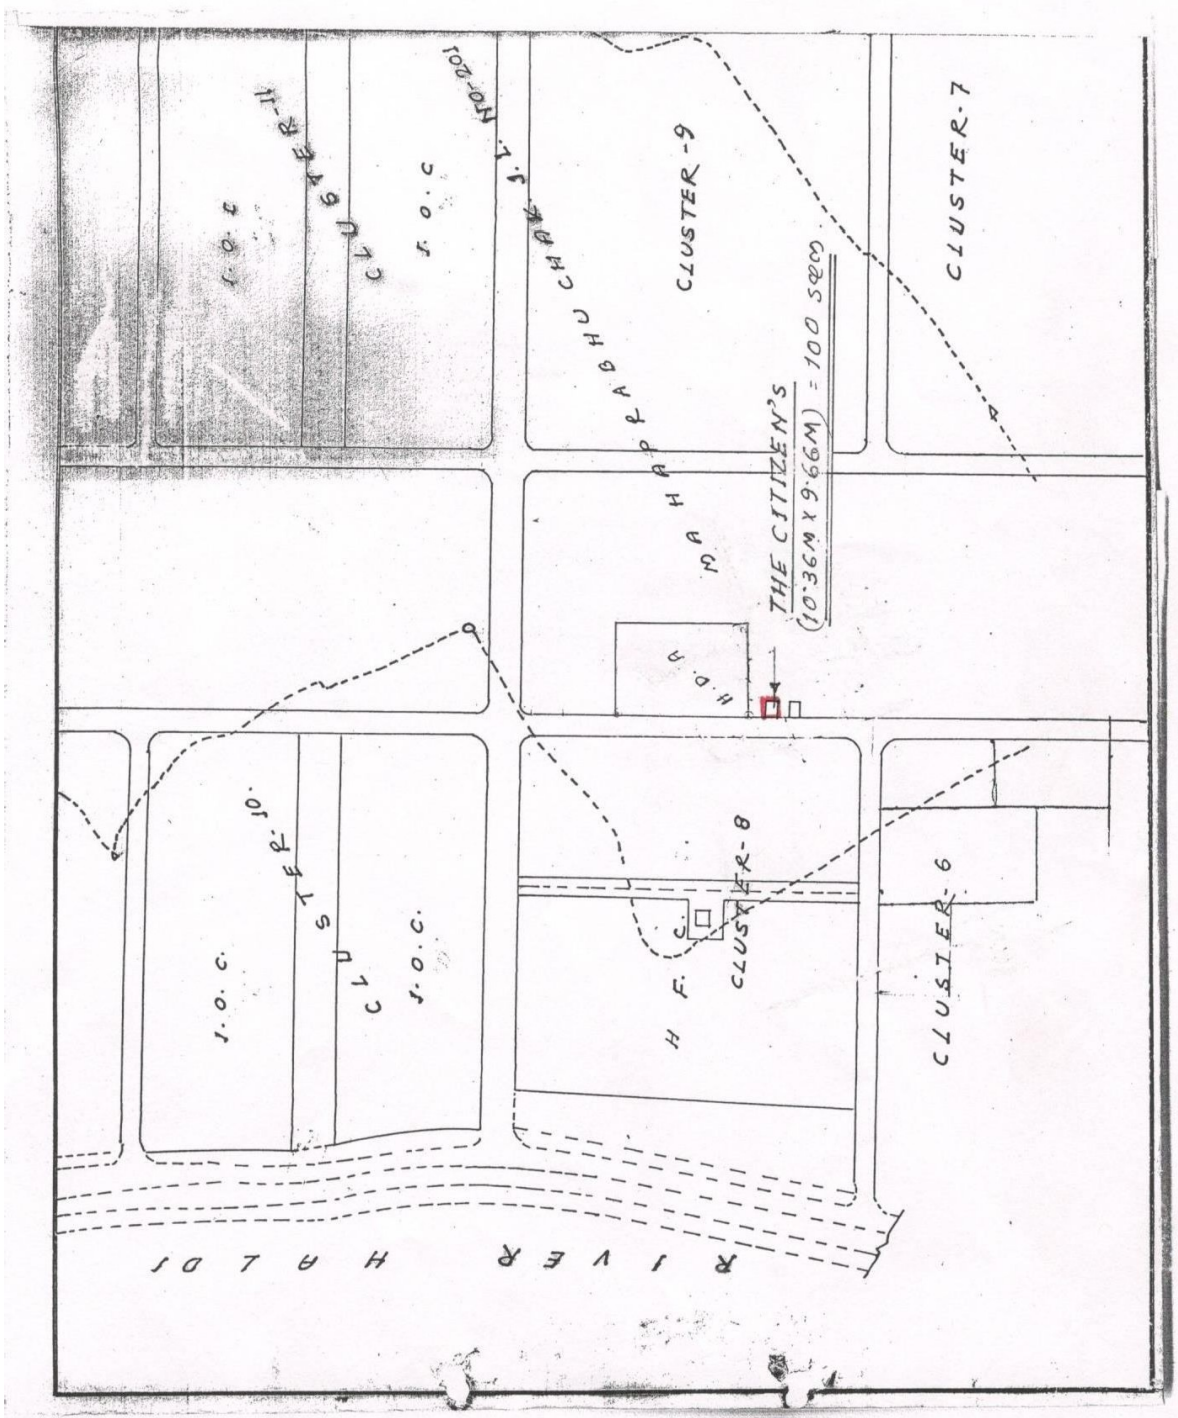 CLUSTER-11
I.O.C
I.O.C
MAHAPRABHU CHAK J.L. NO-201
CLUSTER-9
CLUSTER-7
THE CITIZEN'S
(10.36M X 9.66M) = 100 SQM.
H.D.A
CLUSTER-10.
I.O.C.
I.O.C.
H.F.C.
CLUSTER-8
CLUSTER-6
RIVER HALDI